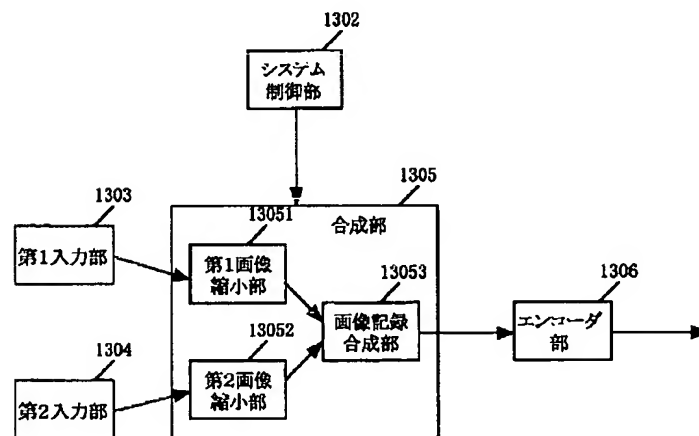 1302
システム
制御部
1305
合成部
1303
第1入力部
13051
第1画像
縮小部
13053
画像記録
合成部
1306
エンコーダ
部
1304
第2入力部
13052
第2画像
縮小部